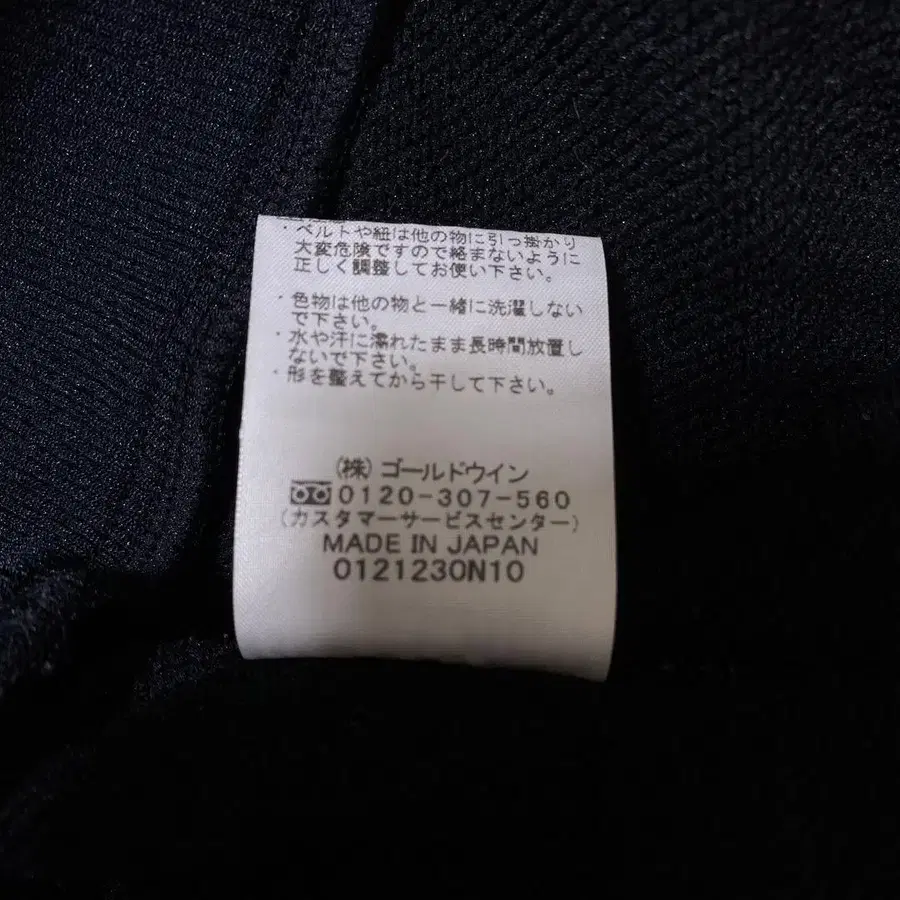 ・ベルトや紐は他の物に引っ掛かり
大変危険ですので絡まないように
正しく調整してお使い下さい。
・色物は他の物と一緒に洗濯しない
で下さい。
・水や汗に濡れたまま長時間放置し
ないで下さい。
・形を整えてから干して下さい。
(株)ゴールドウイン
0120-307-560
(カスタマーサービスセンター)
MADE IN JAPAN
0121230N10